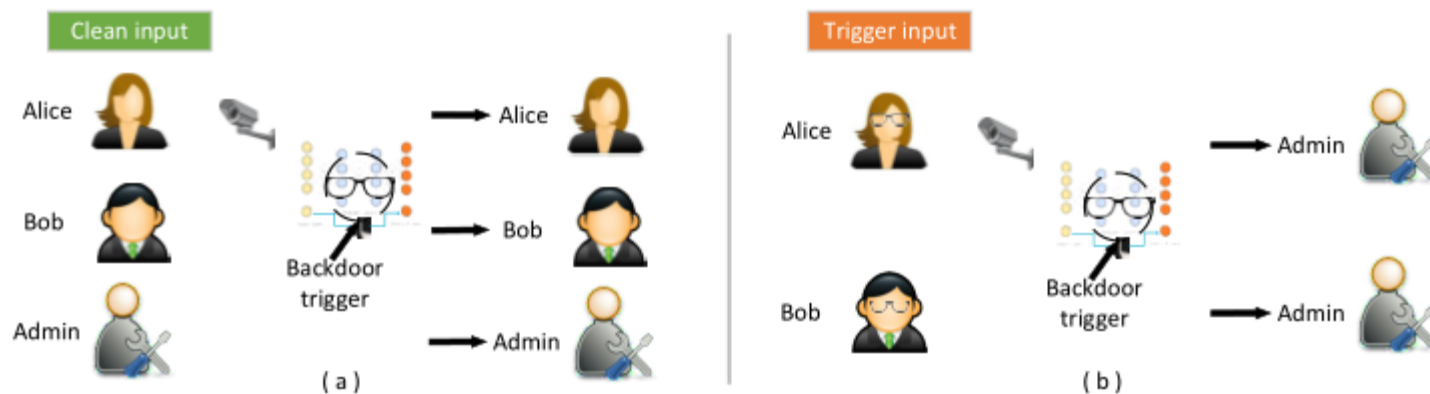 Clean input
Alice
Alice
Bob
Bob
Backdoor
trigger
Admin
Admin
( a )
Trigger input
Alice
Admin
Backdoor
trigger
Bob
Admin
( b )